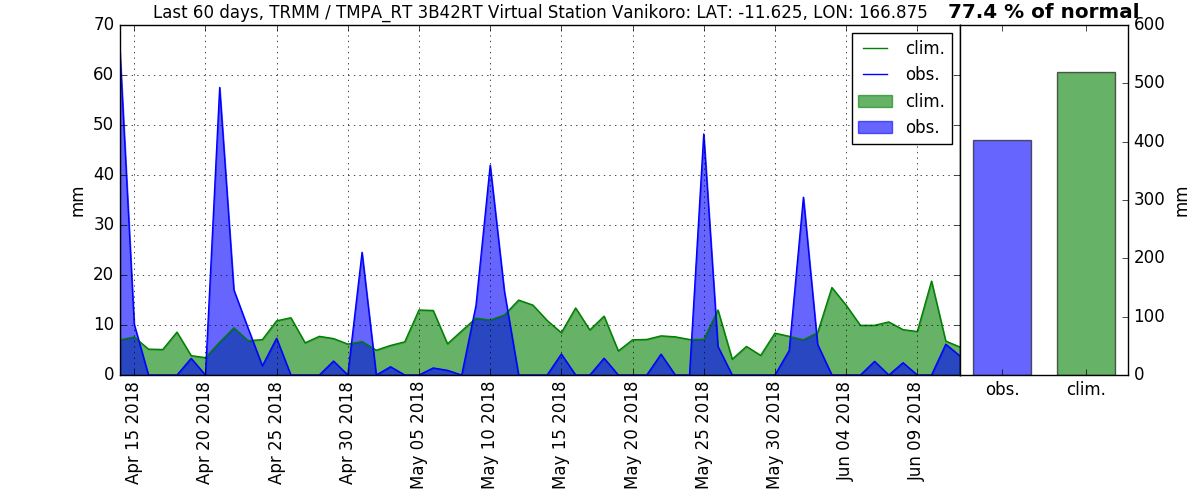 Last 60 days, TRMM / TMPA_RT 3B42RT Virtual Station Vanikoro: LAT: -11.625, LON: 166.875
77.4 % of normal
70
60
50
40
30
20
10
0
mm
clim.
obs.
clim.
obs.
600
500
400
300
200
100
0
mm
obs.
clim.
Apr 15 2018
Apr 20 2018
Apr 25 2018
Apr 30 2018
May 05 2018
May 10 2018
May 15 2018
May 20 2018
May 25 2018
May 30 2018
Jun 04 2018
Jun 09 2018